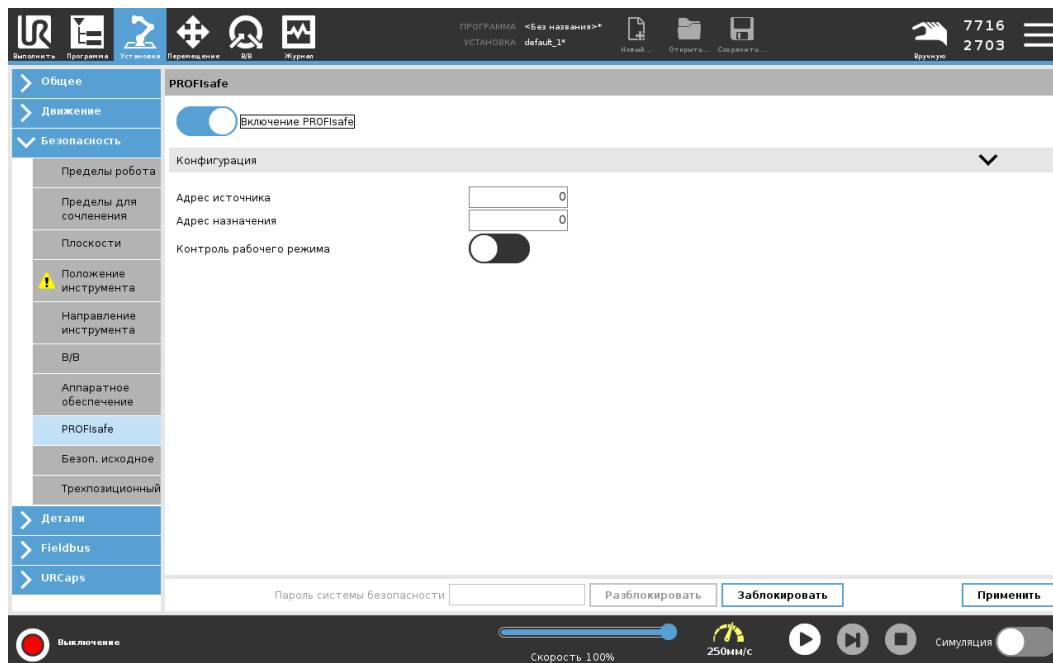 UR
Выполнить
Программа
Установка
Перемещение
В/В
Журнал
ПРОГРАММА <Без названия>*
УСТАНОВКА default_1*
Новый...
Открыть...
Сохранить...
Вручную
7716
2703
Общее
Движение
Безопасность
Пределы робота
Пределы для
сочленения
Плоскости
Положение
инструмента
Направление
инструмента
В/В
Аппаратное
обеспечение
PROFIsafe
Безоп. исходное
Трехпозиционный
Детали
Fieldbus
URCaps
PROFIsafe
Включение PROFIsafe
Конфигурация
Адрес источника 0
Адрес назначения 0
Контроль рабочего режима
Пароль системы безопасности
Разблокировать
Заблокировать
Применить
Выключение
Скорость 100%
250мм/с
Симуляция